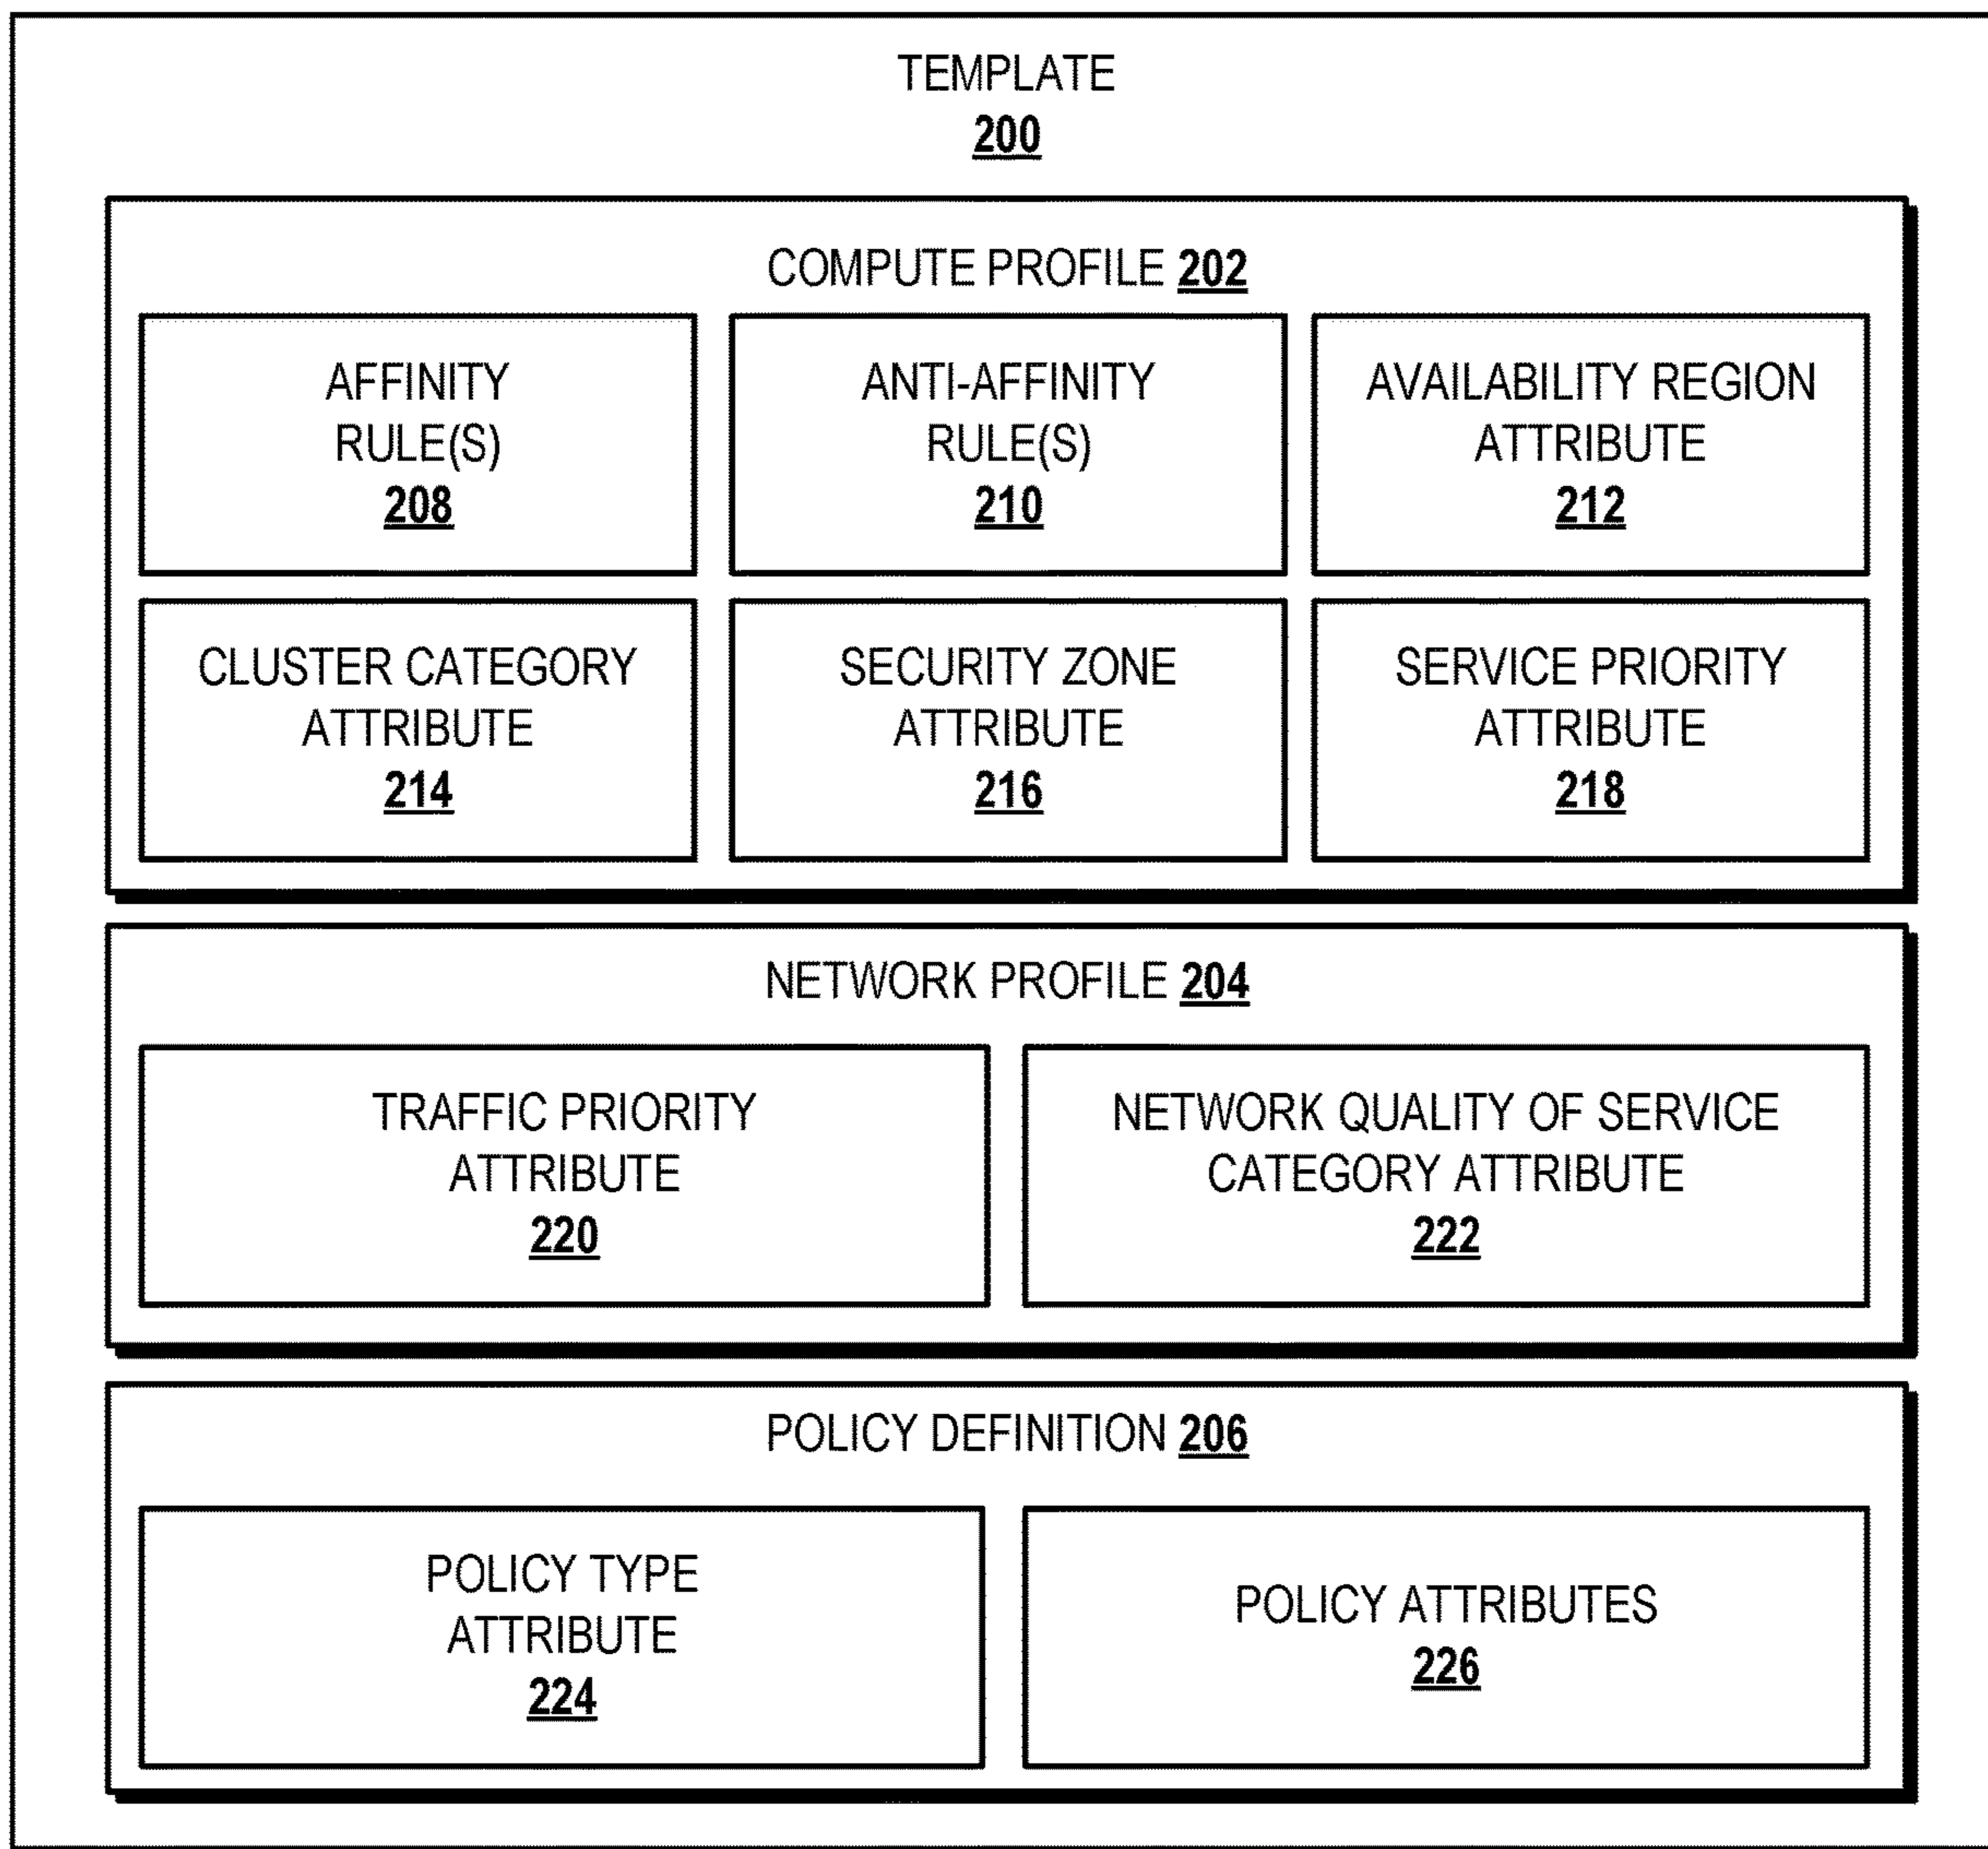 TEMPLATE
200
COMPUTE PROFILE 202
AFFINITY
RULE(S)
208
ANTI-AFFINITY
RULE(S)
210
AVAILABILITY REGION
ATTRIBUTE
212
CLUSTER CATEGORY
ATTRIBUTE
214
SECURITY ZONE
ATTRIBUTE
216
SERVICE PRIORITY
ATTRIBUTE
218
NETWORK PROFILE 204
TRAFFIC PRIORITY
ATTRIBUTE
220
NETWORK QUALITY OF SERVICE
CATEGORY ATTRIBUTE
222
POLICY DEFINITION 206
POLICY TYPE
ATTRIBUTE
224
POLICY ATTRIBUTES
226